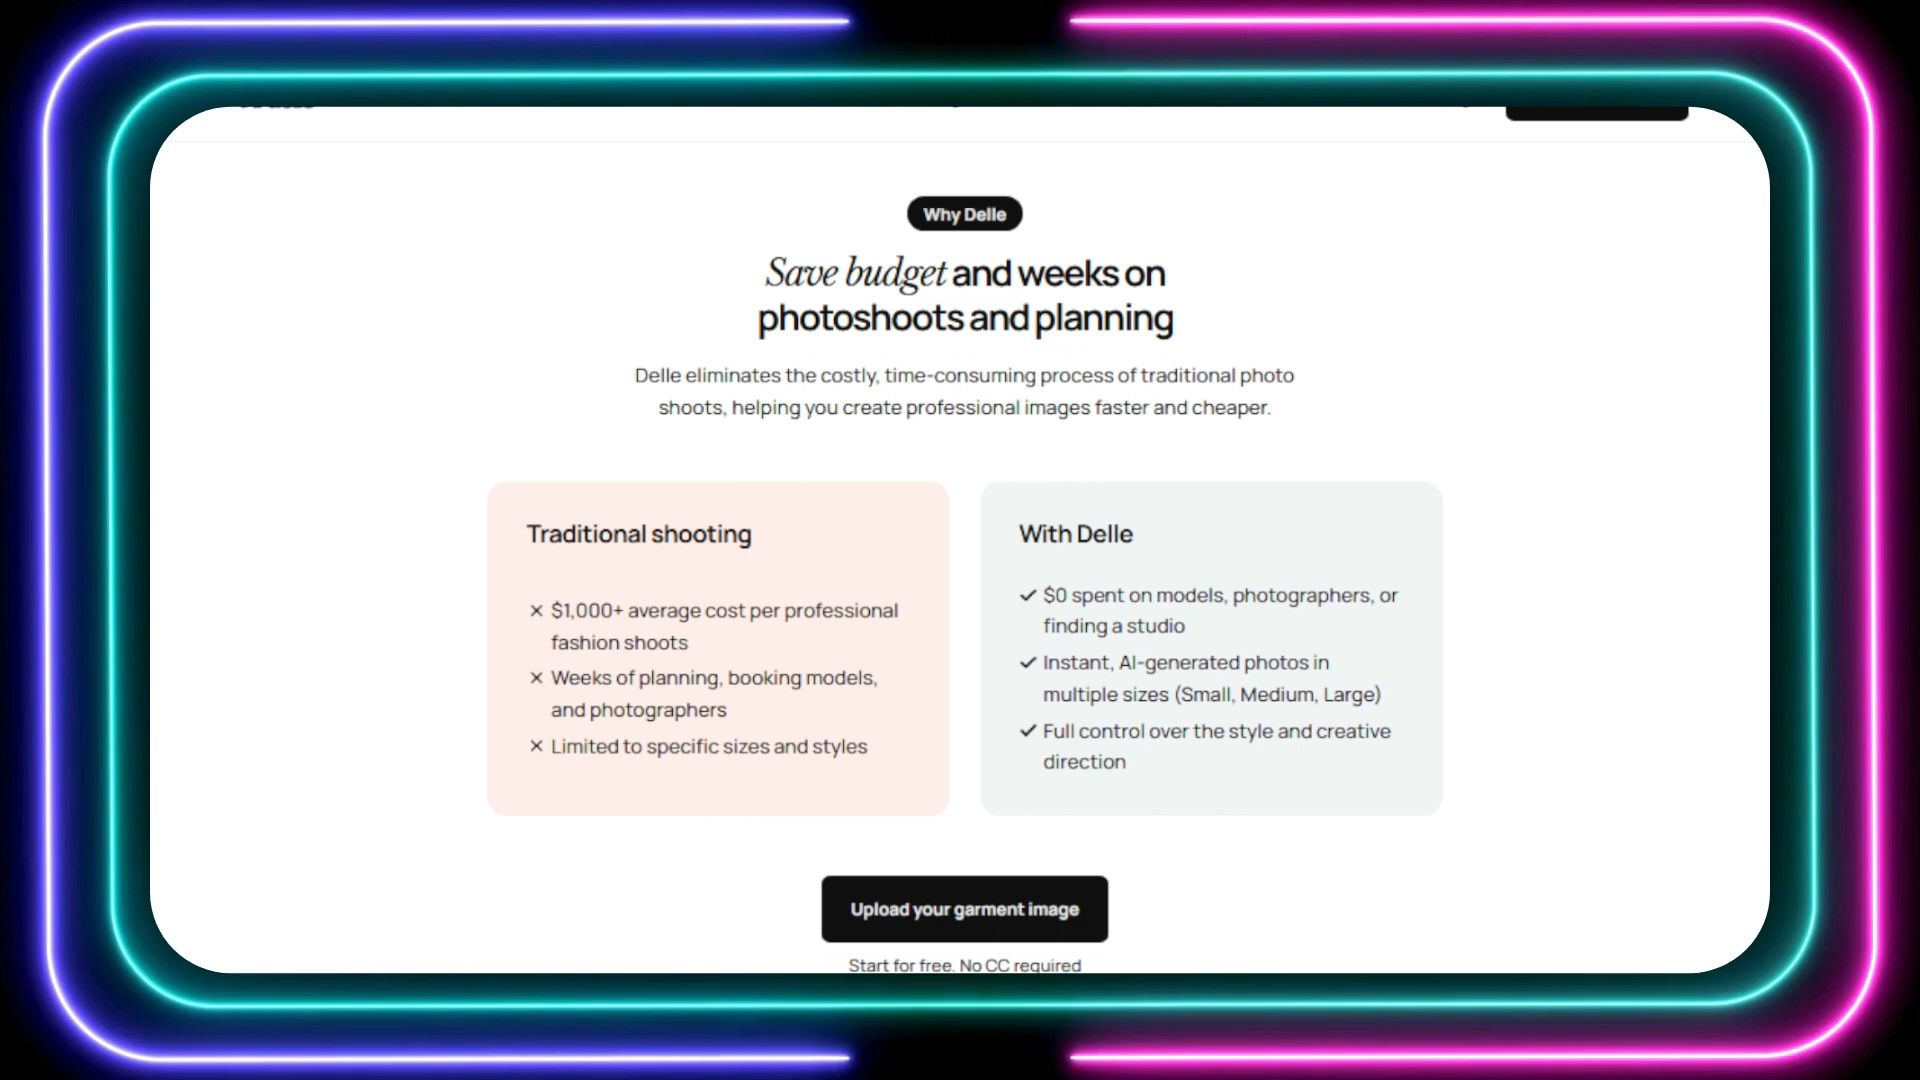 Why Delle
Save budget and weeks on
photoshoots and planning
Delle eliminates the costly, time-consuming process of traditional photo
shoots, helping you create professional images faster and cheaper.
Traditional shooting
× $1,000+ average cost per professional
fashion shoots
× Weeks of planning, booking models,
and photographers
× Limited to specific sizes and styles
With Delle
✓ $0 spent on models, photographers, or
finding a studio
✓ Instant, AI-generated photos in
multiple sizes (Small, Medium, Large)
✓ Full control over the style and creative
direction
Upload your garment image
Start for free. No CC required